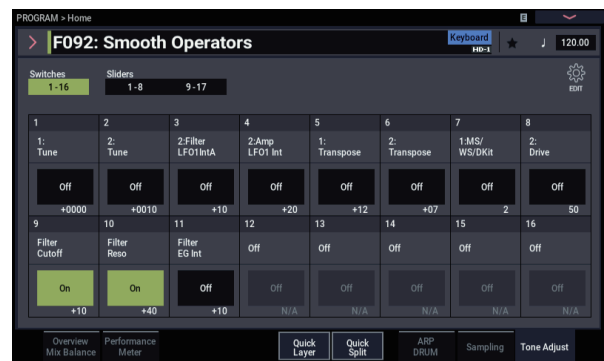 PROGRAM > Home
E
F092: Smooth Operators
Keyboard
HD-1
♩ 120.00
Switches
Sliders
1-16
1-8
9-17
EDIT
1 2 3 4 5 6 7 8
1: Tune
2: Tune
2:Filter LFO1IntA
2:Amp LFO1 Int
1: Transpose
2: Transpose
1:MS/ WS/DKit
2: Drive
Off Off Off Off Off Off Off Off
+0000 +0010 +10 +20 +12 +07 2 50
9 10 11 12 13 14 15 16
Filter Cutoff
Filter Reso
Filter EG Int
Off Off Off Off Off
On On Off Off Off Off Off Off
+10 +40 +10 N/A N/A N/A N/A N/A
Overview Mix Balance
Performance Meter
Quick Layer
Quick Split
ARP DRUM
Sampling
Tone Adjust